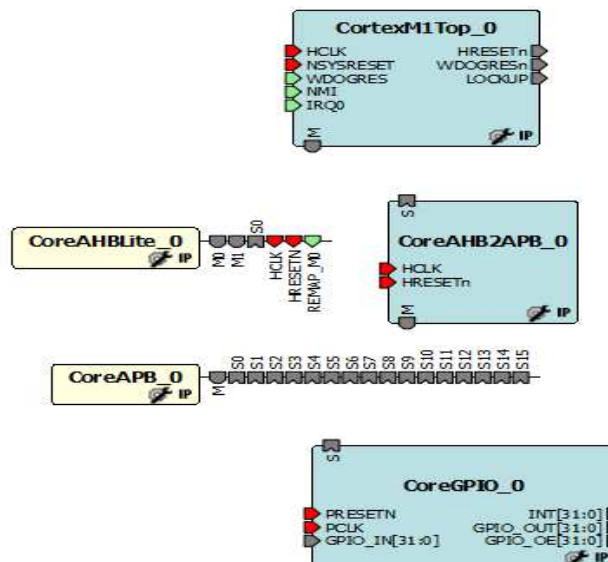 CortexM1Top_0
HCLK HRESETn
NSYSRESET WDOGRESn
WDOGRES LOCKUP
NMI
IRQ0
M IP
CoreAHBLite_0
IP
M0 M1 S0 HCLK HRESETN REMAP_M0
S
CoreAHB2APB_0
HCLK
HRESETn
M IP
CoreAPB_0
IP
M S0 S1 S2 S3 S4 S5 S6 S7 S8 S9 S10 S11 S12 S13 S14 S15
S
CoreGPIO_0
PRESETN INT[31:0]
PCLK GPIO_OUT[31:0]
GPIO_IN[31:0] GPIO_OE[31:0]
IP